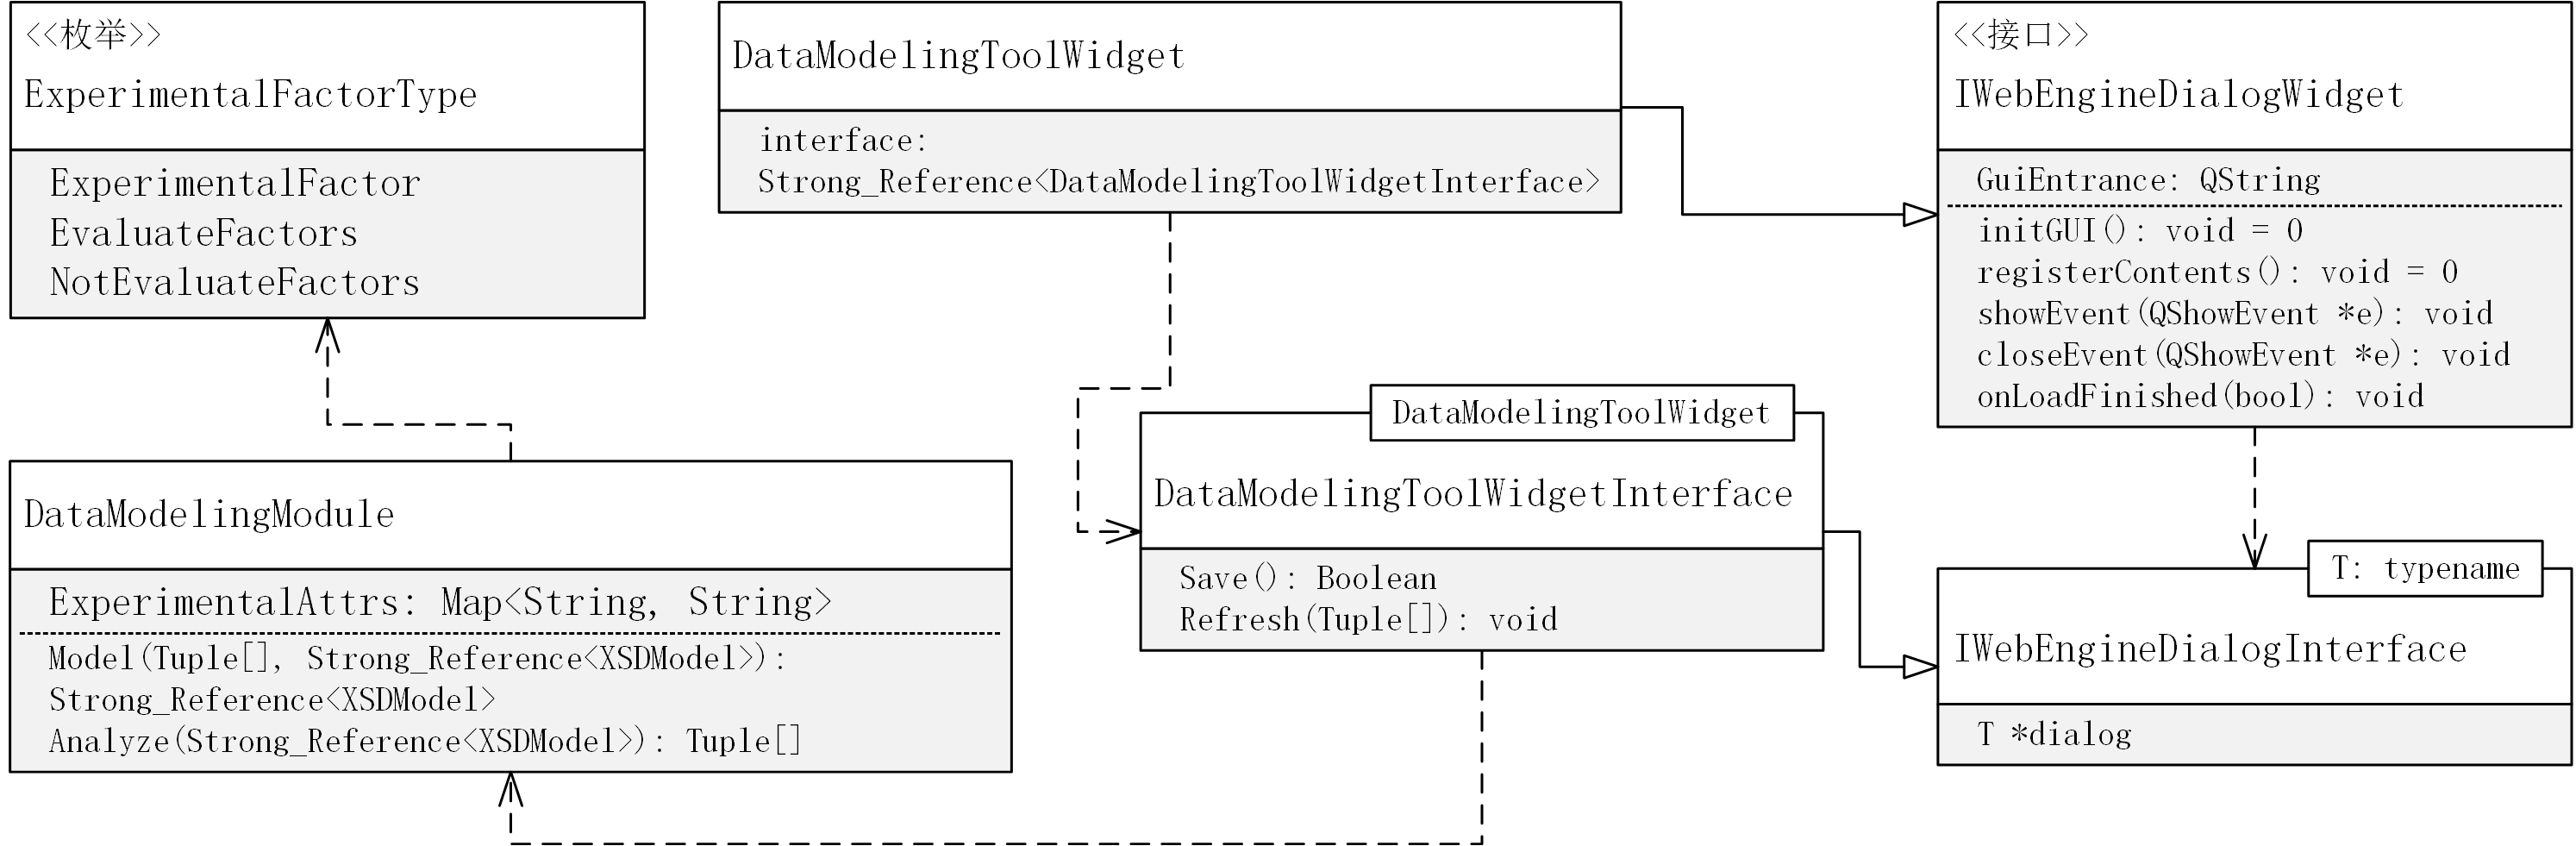 <<枚举>>
ExperimentalFactorType
ExperimentalFactor
EvaluateFactors
NotEvaluateFactors
DataModelingToolWidget
interface:
Strong_Reference<DataModelingToolWidgetInterface>
<<接口>>
IWebEngineDialogWidget
GuiEntrance: QString
initGUI(): void = 0
registerContents(): void = 0
showEvent(QShowEvent *e): void
closeEvent(QShowEvent *e): void
onLoadFinished(bool): void
DataModelingModule
ExperimentalAttrs: Map<String, String>
Model(Tuple[], Strong_Reference<XSDModel>):
Strong_Reference<XSDModel>
Analyze(Strong_Reference<XSDModel>): Tuple[]
DataModelingToolWidget
DataModelingToolWidgetInterface
Save(): Boolean
Refresh(Tuple[]): void
T: typename
IWebEngineDialogInterface
T *dialog